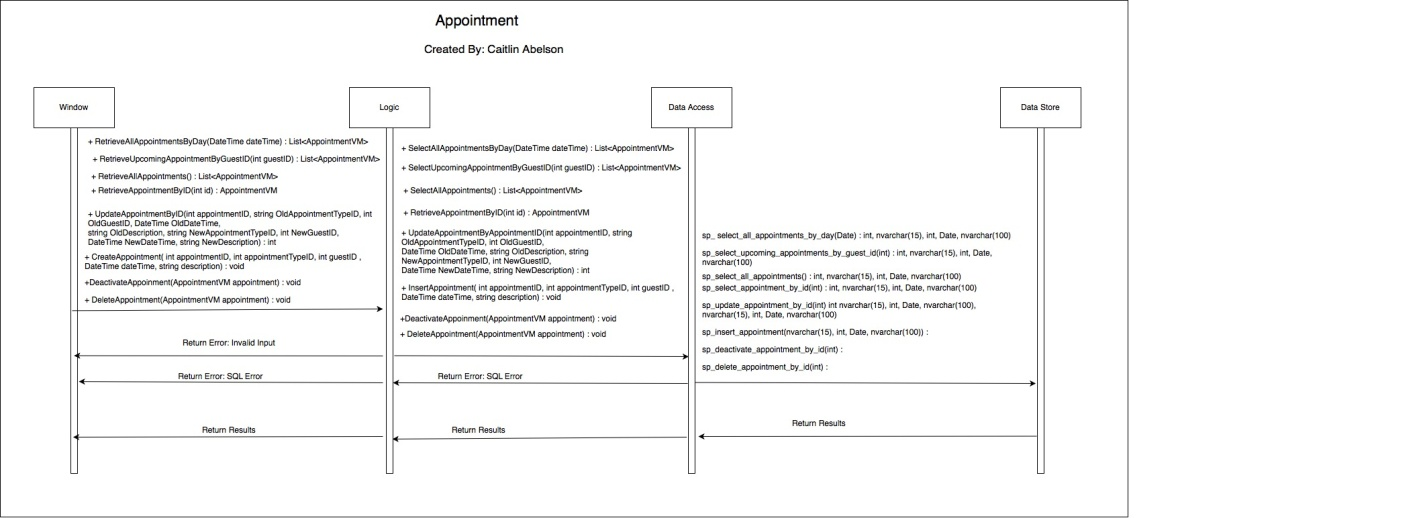 Appointment
Created By: Caitlin Abelson
Window
Logic
Data Access
Data Store
+ RetrieveAllAppointmentsByDay(DateTime dateTime) : List<AppointmentVM>
+ RetrieveUpcomingAppointmentByGuestID(int guestID) : List<AppointmentVM>
+ RetrieveAllAppointments() : List<AppointmentVM>
+ RetrieveAppointmentByID(int id) : AppointmentVM
+ UpdateAppointmentByID(int appointmentID, string OldAppointmentTypeID, int
OldGuestID, DateTime OldDateTime,
string OldDescription, string NewAppointmentTypeID, int NewGuestID,
DateTime NewDateTime, string NewDescription) : int
+ CreateAppointment( int appointmentID, int appointmentTypeID, int guestID ,
DateTime dateTime, string description) : void
+DeactivateAppoinment(AppointmentVM appointment) : void
+ DeleteAppointment(AppointmentVM appointment) : void
Return Error: Invalid Input
Return Error: SQL Error
Return Results
+ SelectAllAppointmentsByDay(DateTime dateTime) : List<AppointmentVM>
+ SelectUpcomingAppointmentByGuestID(int guestID) : List<AppointmentVM>
+ SelectAllAppointments() : List<AppointmentVM>
+ RetrieveAppointmentByID(int id) : AppointmentVM
+ UpdateAppointmentByAppointmentID(int appointmentID, string
OldAppointmentTypeID, int OldGuestID,
DateTime OldDateTime, string OldDescription, string
NewAppointmentTypeID, int NewGuestID,
DateTime NewDateTime, string NewDescription) : int
+ InsertAppointment( int appointmentID, int appointmentTypeID, int guestID ,
DateTime dateTime, string description) : void
+DeactivateAppoinment(AppointmentVM appointment) : void
+ DeleteAppointment(AppointmentVM appointment) : void
Return Error: SQL Error
Return Results
sp_ select_all_appointments_by_day(Date) : int, nvarchar(15), int, Date, nvarchar(100)
sp_select_upcoming_appointments_by_guest_id(int) : int, nvarchar(15), int, Date,
nvarchar(100)
sp_select_all_appointments() : int, nvarchar(15), int, Date, nvarchar(100)
sp_select_appointment_by_id(int) : int, nvarchar(15), int, Date, nvarchar(100)
sp_update_appointment_by_id(int) int nvarchar(15), int, Date, nvarchar(100),
nvarchar(15), int, Date, nvarchar(100)
sp_insert_appointment(nvarchar(15), int, Date, nvarchar(100)) :
sp_deactivate_appointment_by_id(int) :
sp_delete_appointment_by_id(int) :
Return Results